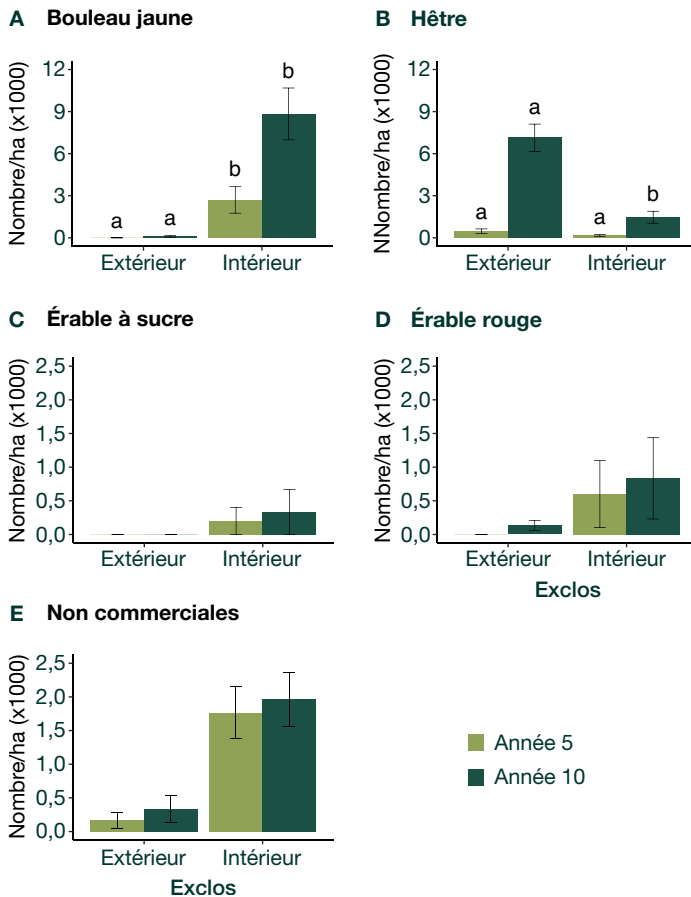 A Bouleau jaune
Nombre/ha (x1000)
12
9
6
3
0
a
a
b
b
Extérieur
Intérieur
B Hêtre
NNombre/ha (x1000)
12
9
6
3
0
a
a
a
b
Extérieur
Intérieur
C Érable à sucre
Nombre/ha (x1000)
2,5
2,0
1,5
1,0
0,5
0,0
Extérieur
Intérieur
D Érable rouge
Nombre/ha (x1000)
2,5
2,0
1,5
1,0
0,5
0,0
Extérieur
Intérieur
Exclos
E Non commerciales
Nombre/ha (x1000)
2,5
2,0
1,5
1,0
0,5
0,0
Extérieur
Intérieur
Exclos
Année 5
Année 10